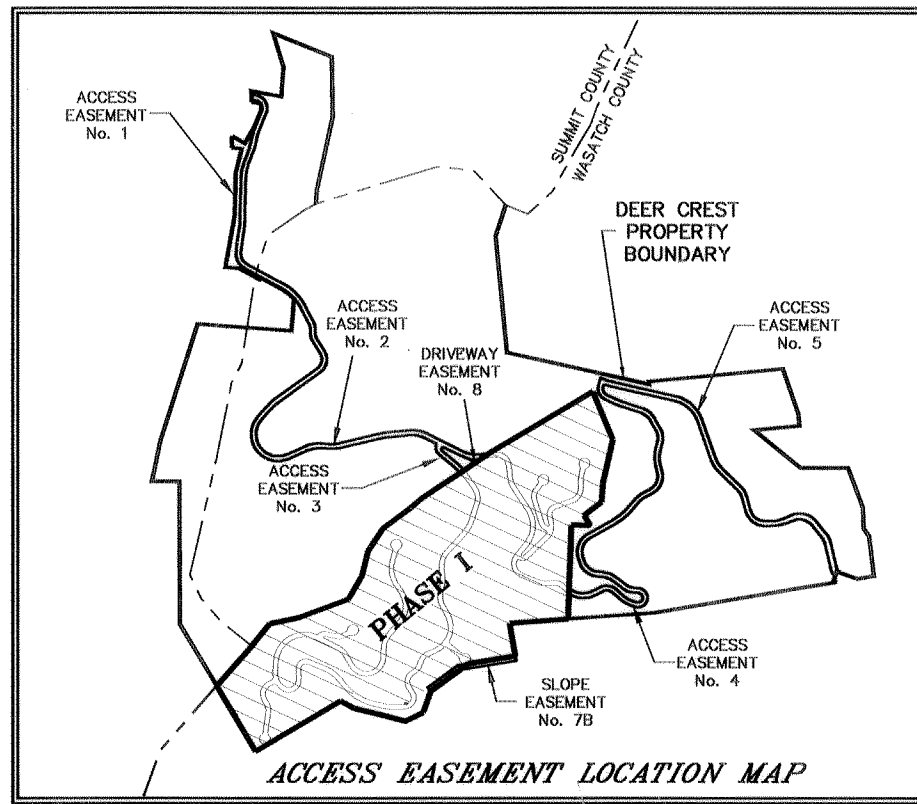 ACCESS
EASEMENT
No. 1
SUMMIT COUNTY
WASATCH COUNTY
DEER CREST
PROPERTY
BOUNDARY
ACCESS
EASEMENT
No. 2
ACCESS
EASEMENT
No. 5
DRIVEWAY
EASEMENT
No. 8
ACCESS
EASEMENT
No. 3
PHASE I
ACCESS
EASEMENT
No. 4
SLOPE
EASEMENT
No. 7B
ACCESS EASEMENT LOCATION MAP